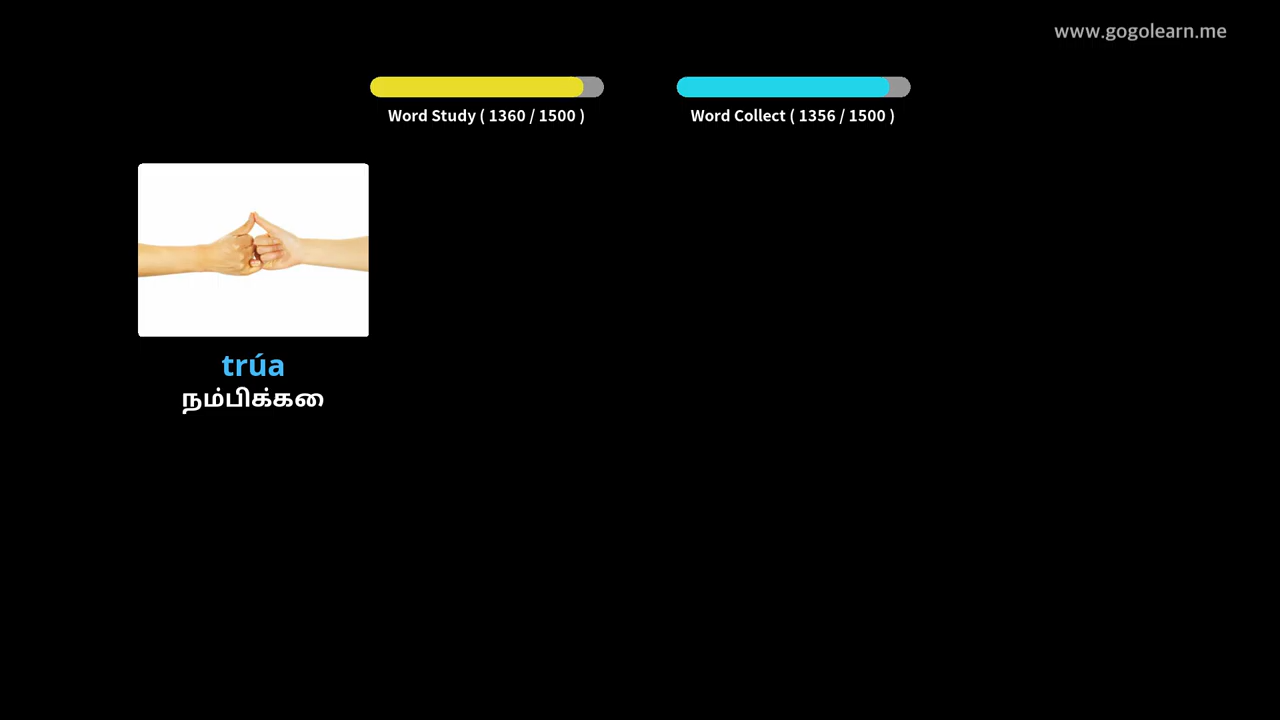 www.gogolearn.me
Word Study ( 1360 / 1500 )
Word Collect ( 1356 / 1500 )
trúa
நம்பிக்கை